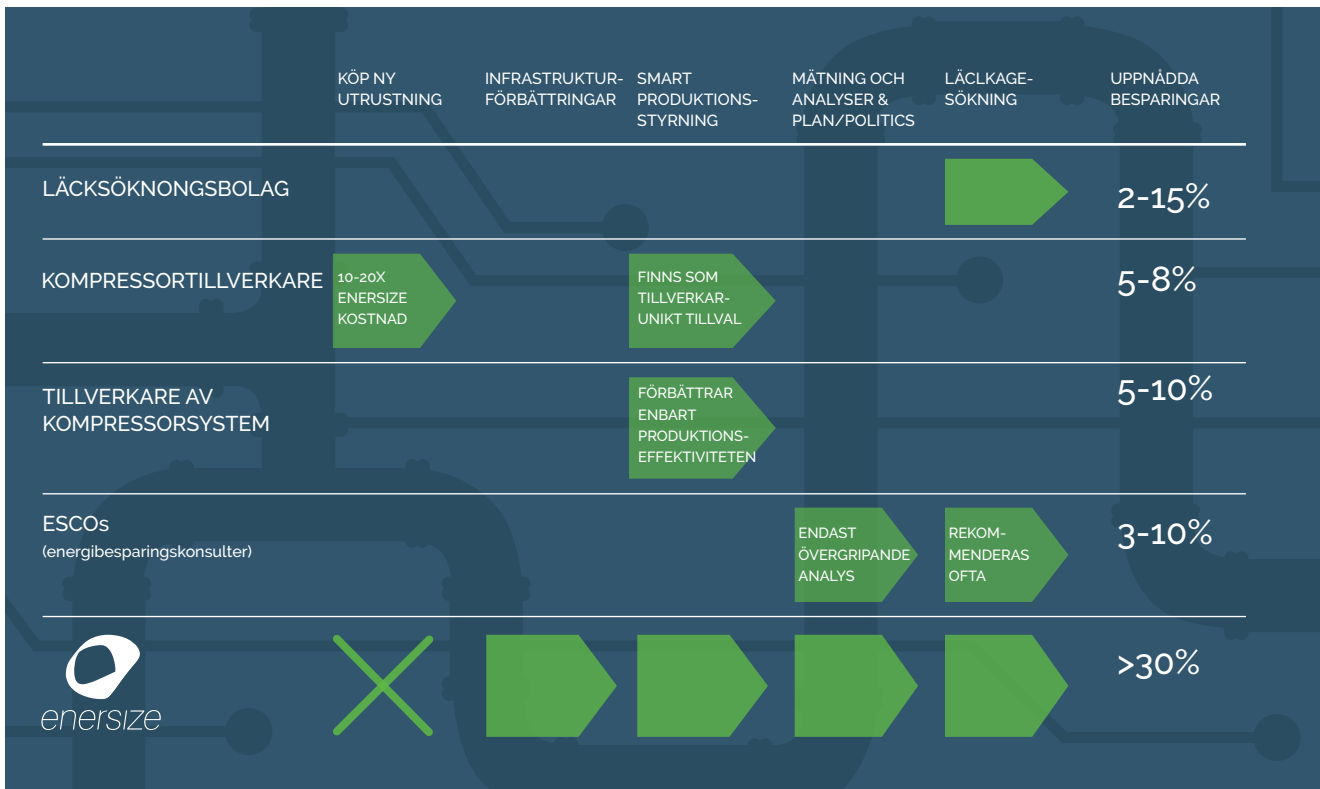 KÖP NY
UTRUSTNING
INFRASTRUKTUR-
FÖRBÄTTRINGAR
SMART
PRODUKTIONS-
STYRNING
MÄTNING OCH
ANALYSER &
PLAN/POLITICS
LÄCLKAGE-
SÖKNING
UPPNÅDDA
BESPARINGAR
LÄCKSÖKNONGSBOLAG
2-15%
KOMPRESSORTILLVERKARE
10-20X
ENERSIZE
KOSTNAD
FINNS SOM
TILLVERKAR-
UNIKT TILLVAL
5-8%
TILLVERKARE AV
KOMPRESSORSYSTEM
FÖRBÄTTRAR
ENBART
PRODUKTIONS-
EFFEKTIVITETEN
5-10%
ESCOs
(energibesparingskonsulter)
ENDAST
ÖVERGRIPANDE
ANALYS
REKOM-
MENDERAS
OFTA
3-10%
enersize
>30%